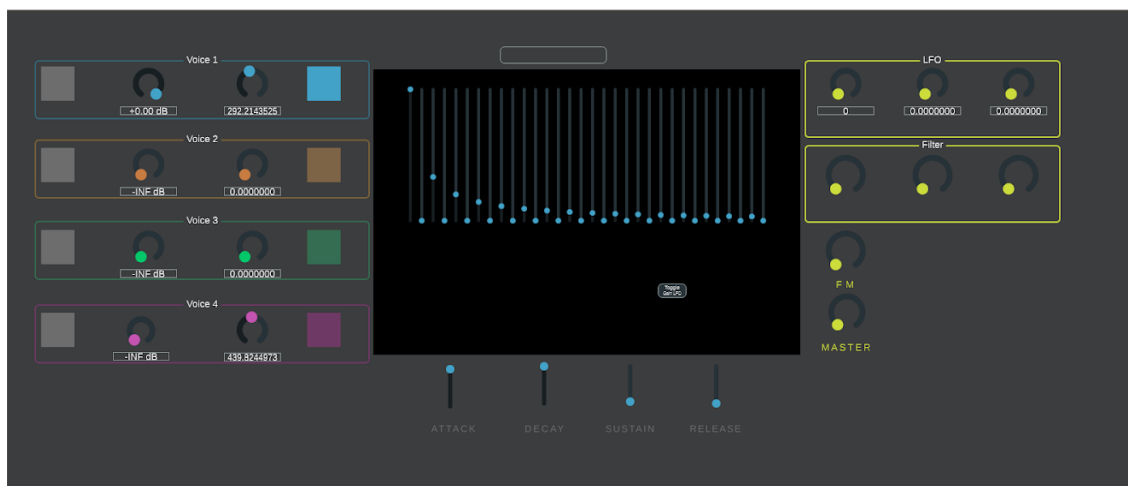 Voice 1
+0.00 dB
292.2143525
Voice 2
-INF dB
0.0000000
Voice 3
-INF dB
0.0000000
Voice 4
-INF dB
439.8244973
Toggle
Gain LFO
ATTACK
DECAY
SUSTAIN
RELEASE
LFO
0
0.0000000
0.0000000
Filter
FM
MASTER